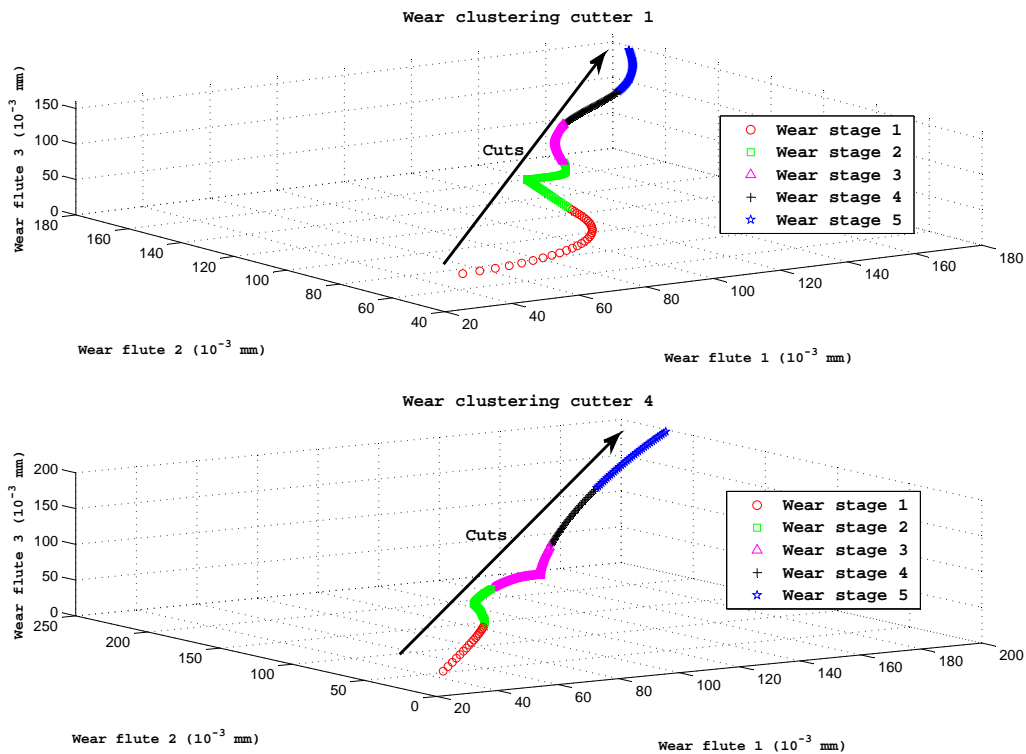 Wear clustering cutter 1
Wear flute 3 (10⁻³ mm)
150
100
50
0
180
160
140
120
100
80
60
40
20
40
60
80
100
120
140
160
180
Cuts
Wear stage 1
Wear stage 2
Wear stage 3
Wear stage 4
Wear stage 5
Wear flute 2 (10⁻³ mm)
Wear flute 1 (10⁻³ mm)
Wear clustering cutter 4
Wear flute 3 (10⁻³ mm)
200
150
100
50
0
250
200
150
100
50
0
20
40
60
80
100
120
140
160
180
200
Cuts
Wear stage 1
Wear stage 2
Wear stage 3
Wear stage 4
Wear stage 5
Wear flute 2 (10⁻³ mm)
Wear flute 1 (10⁻³ mm)